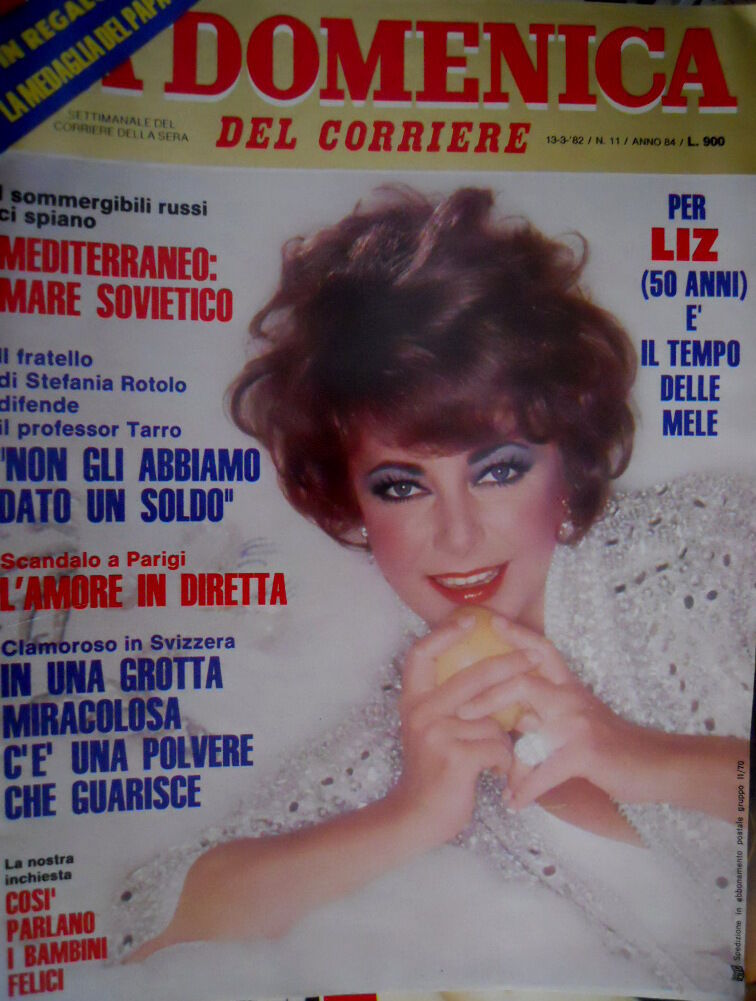 IN REGALO
LA MEDAGLIA DEL PAPA
DOMENICA
SETTIMANALE DEL
CORRIERE DELLA SERA
DEL CORRIERE
13-3-'82 / N. 11 / ANNO 84 / L. 900
I sommergibili russi
ci spiano
MEDITERRANEO:
MARE SOVIETICO
Il fratello
di Stefania Rotolo
difende
il professor Tarro
"NON GLI ABBIAMO
DATO UN SOLDO"
Scandalo a Parigi
L'AMORE IN DIRETTA
Clamoroso in Svizzera
IN UNA GROTTA
MIRACOLOSA
C'E' UNA POLVERE
CHE GUARISCE
La nostra
inchiesta
COSI'
PARLANO
I BAMBINI
FELICI
PER
LIZ
(50 ANNI)
E'
IL TEMPO
DELLE
MELE
Spedizione in abbonamento postale gruppo II/70